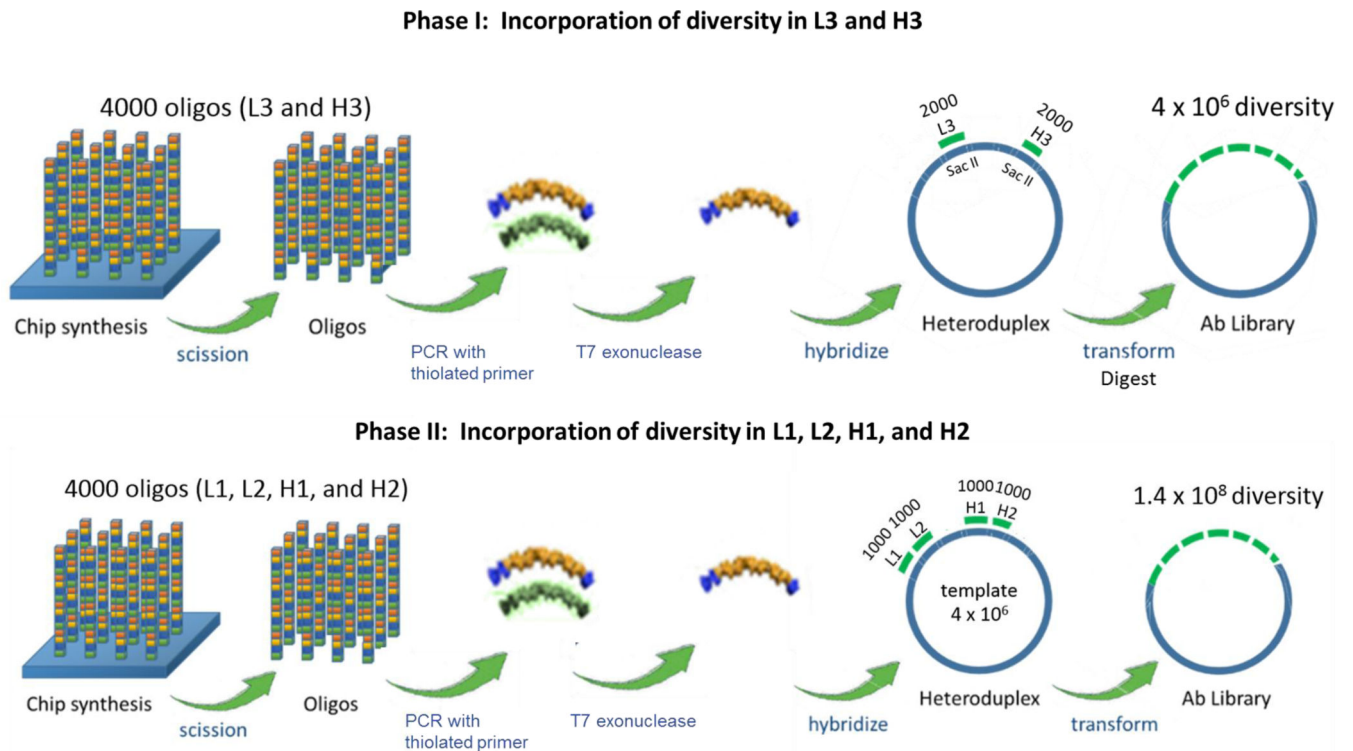 Phase I: Incorporation of diversity in L3 and H3
4000 oligos (L3 and H3)
Chip synthesis
scission
Oligos
PCR with
thiolated primer
T7 exonuclease
hybridize
2000
L3
2000
H3
Sac II
Sac II
Heteroduplex
transform
Digest
4 x 10⁶ diversity
Ab Library
Phase II: Incorporation of diversity in L1, L2, H1, and H2
4000 oligos (L1, L2, H1, and H2)
Chip synthesis
scission
Oligos
PCR with
thiolated primer
T7 exonuclease
hybridize
1000 1000
L1 L2
1000 1000
H1 H2
template
4 x 10⁶
Heteroduplex
transform
1.4 x 10⁸ diversity
Ab Library